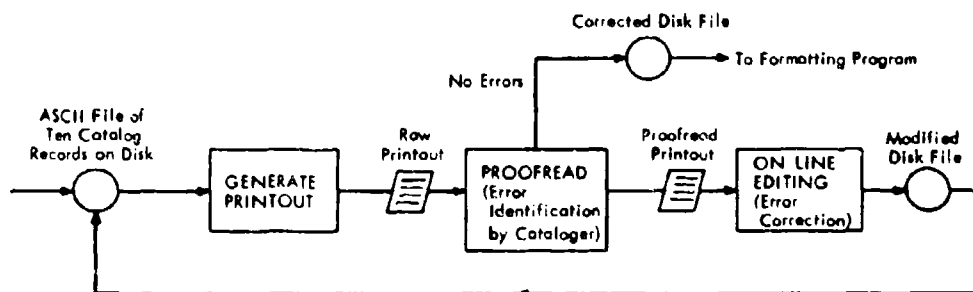 Corrected Disk File
To Formatting Program
No Errors
ASCII File of
Ten Catalog
Records on Disk
GENERATE
PRINTOUT
Raw
Printout
PROOFREAD
(Error
Identification
by Cataloger)
Proofread
Printout
ON LINE
EDITING
(Error
Correction)
Modified
Disk File